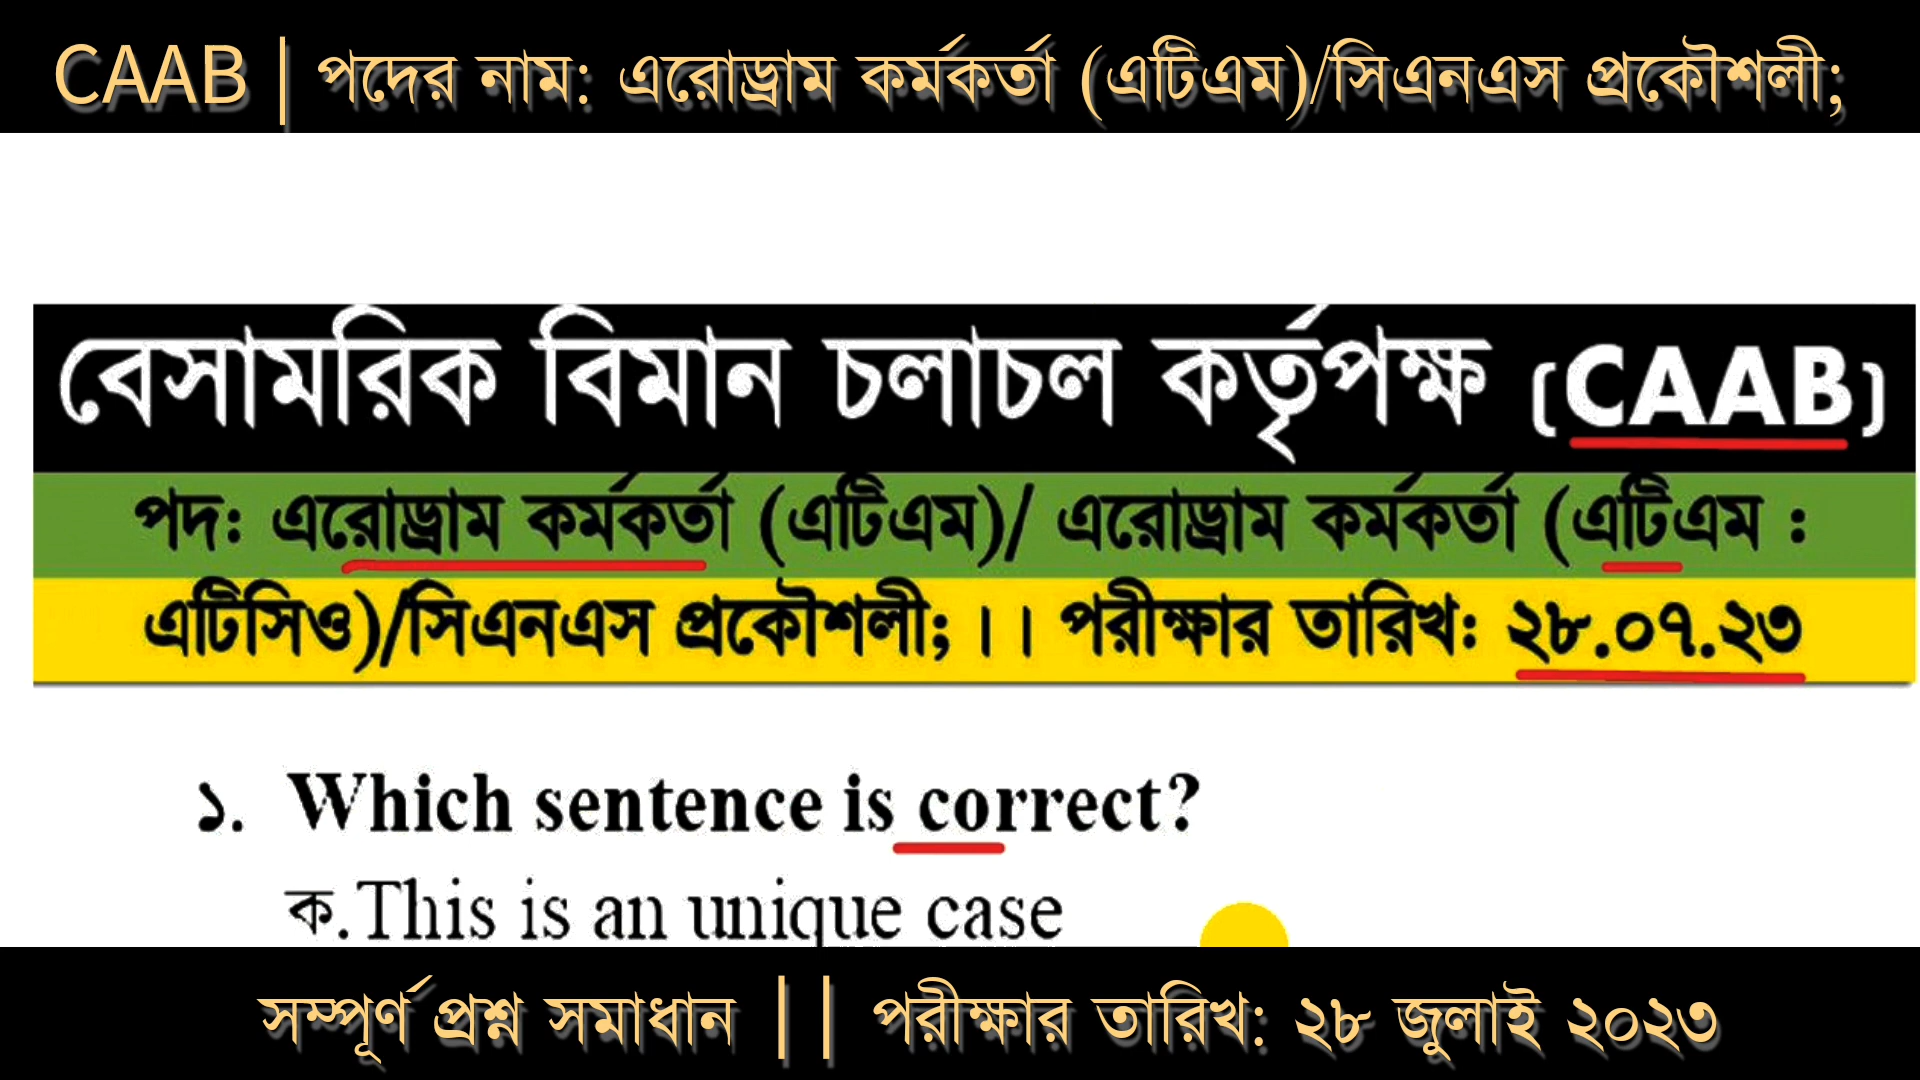 CAAB | পদের নাম: এরোড্রাম কর্মকর্তা (এটিএম)/সিএনএস প্রকৌশলী;
বেসামরিক বিমান চলাচল কর্তৃপক্ষ (CAAB)
পদ: এরোড্রাম কর্মকর্তা (এটিএম)/ এরোড্রাম কর্মকর্তা (এটিএম :
এটিসিও)/সিএনএস প্রকৌশলী; ।। পরীক্ষার তারিখ: ২৮.০৭.২৩
১. Which sentence is correct?
ক. This is an unique case
সম্পূর্ণ প্রশ্ন সমাধান || পরীক্ষার তারিখ: ২৮ জুলাই ২০২৩